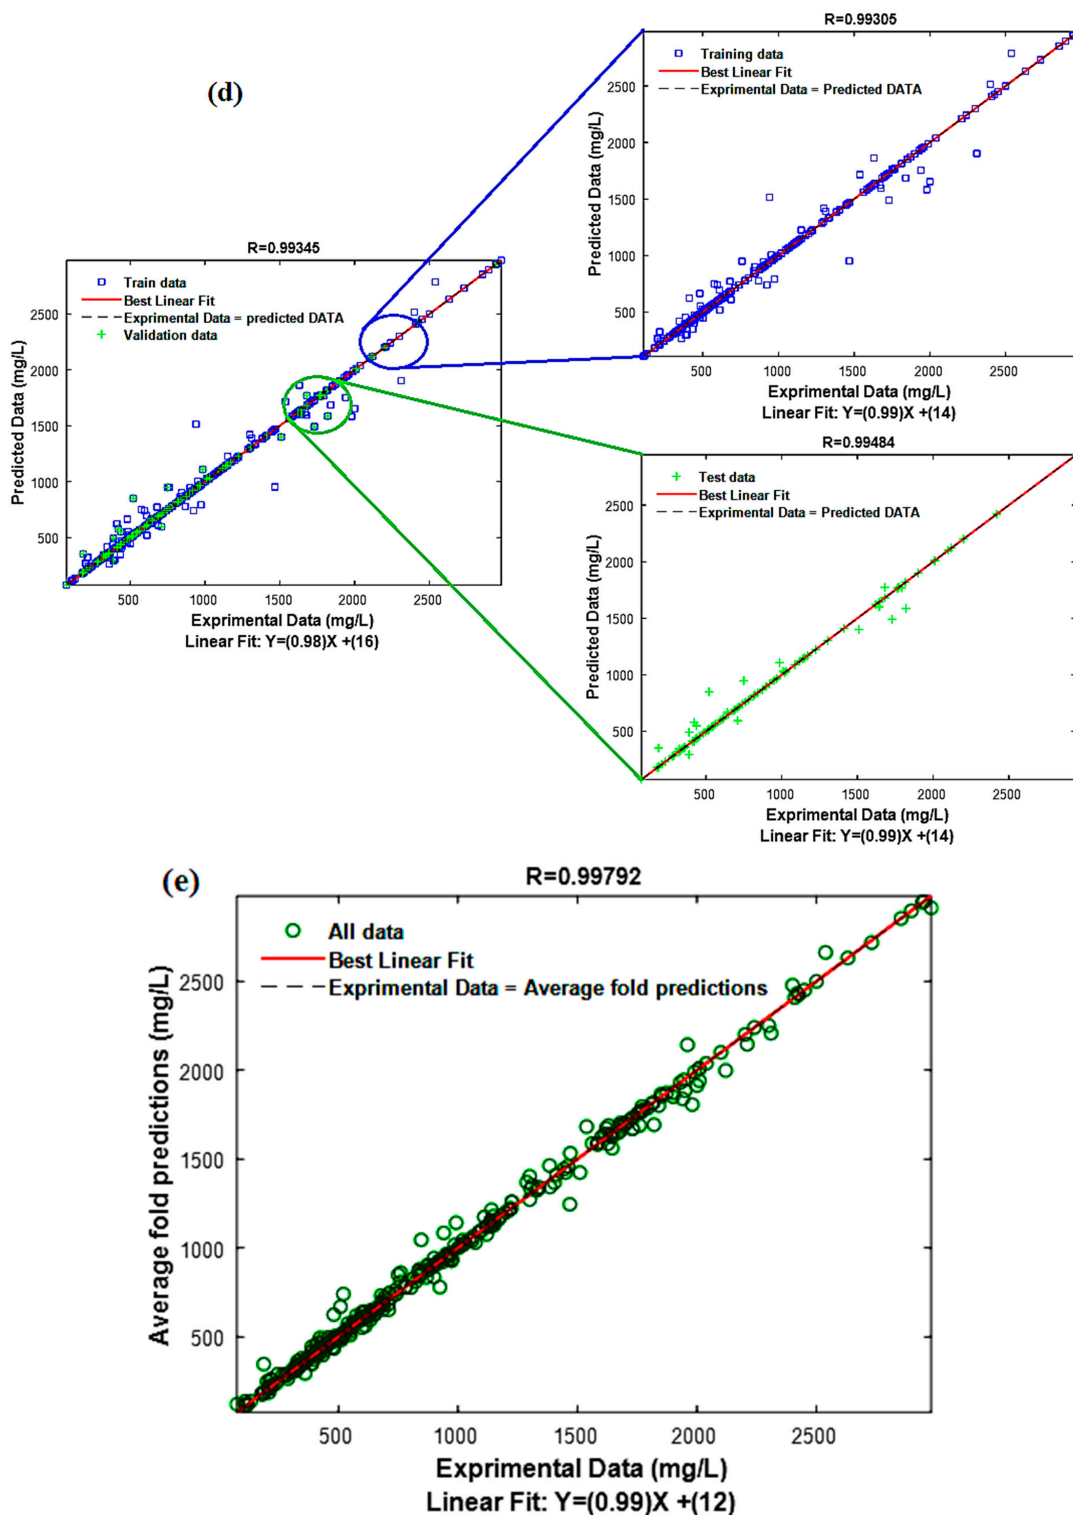 (d)
R=0.99345
Train data
Best Linear Fit
Exprimental Data = predicted DATA
Validation data
Predicted Data (mg/L)
2500
2000
1500
1000
500
500 1000 1500 2000 2500
Exprimental Data (mg/L)
Linear Fit: Y=(0.98)X +(16)
R=0.99305
Training data
Best Linear Fit
Exprimental Data = Predicted DATA
Predicted Data (mg/L)
2500
2000
1500
1000
500
500 1000 1500 2000 2500
Exprimental Data (mg/L)
Linear Fit: Y=(0.99)X +(14)
R=0.99484
Test data
Best Linear Fit
Exprimental Data = Predicted DATA
Predicted Data (mg/L)
2500
2000
1500
1000
500
500 1000 1500 2000 2500
Exprimental Data (mg/L)
Linear Fit: Y=(0.99)X +(14)
(e)
R=0.99792
All data
Best Linear Fit
Exprimental Data = Average fold predictions
Average fold predictions (mg/L)
2500
2000
1500
1000
500
500 1000 1500 2000 2500
Exprimental Data (mg/L)
Linear Fit: Y=(0.99)X +(12)